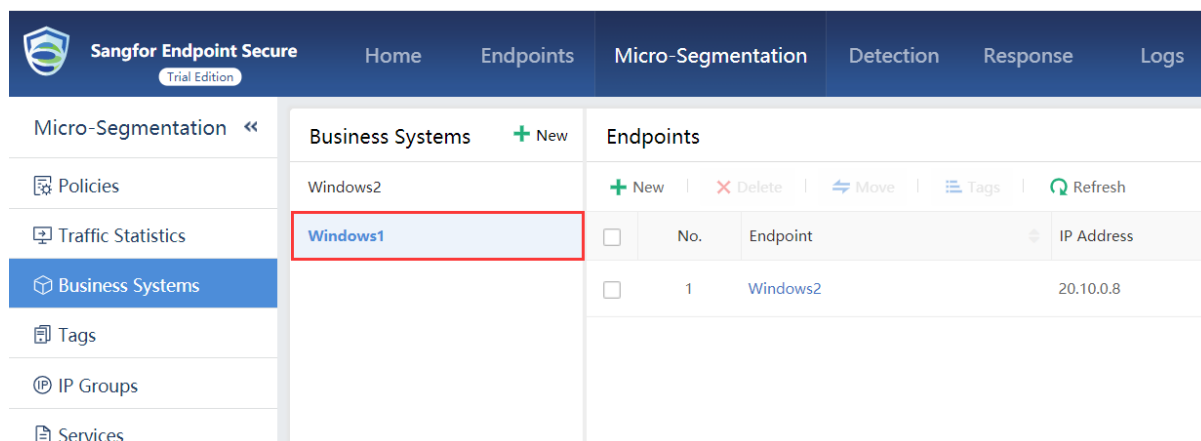 Sangfor Endpoint Secure
Trial Edition
Home Endpoints Micro-Segmentation Detection Response Logs
Micro-Segmentation «
Policies
Traffic Statistics
Business Systems
Tags
IP Groups
Services
Business Systems + New
Windows2
Windows1
Endpoints
+ New Delete Move Tags Refresh
No. Endpoint IP Address
1 Windows2 20.10.0.8